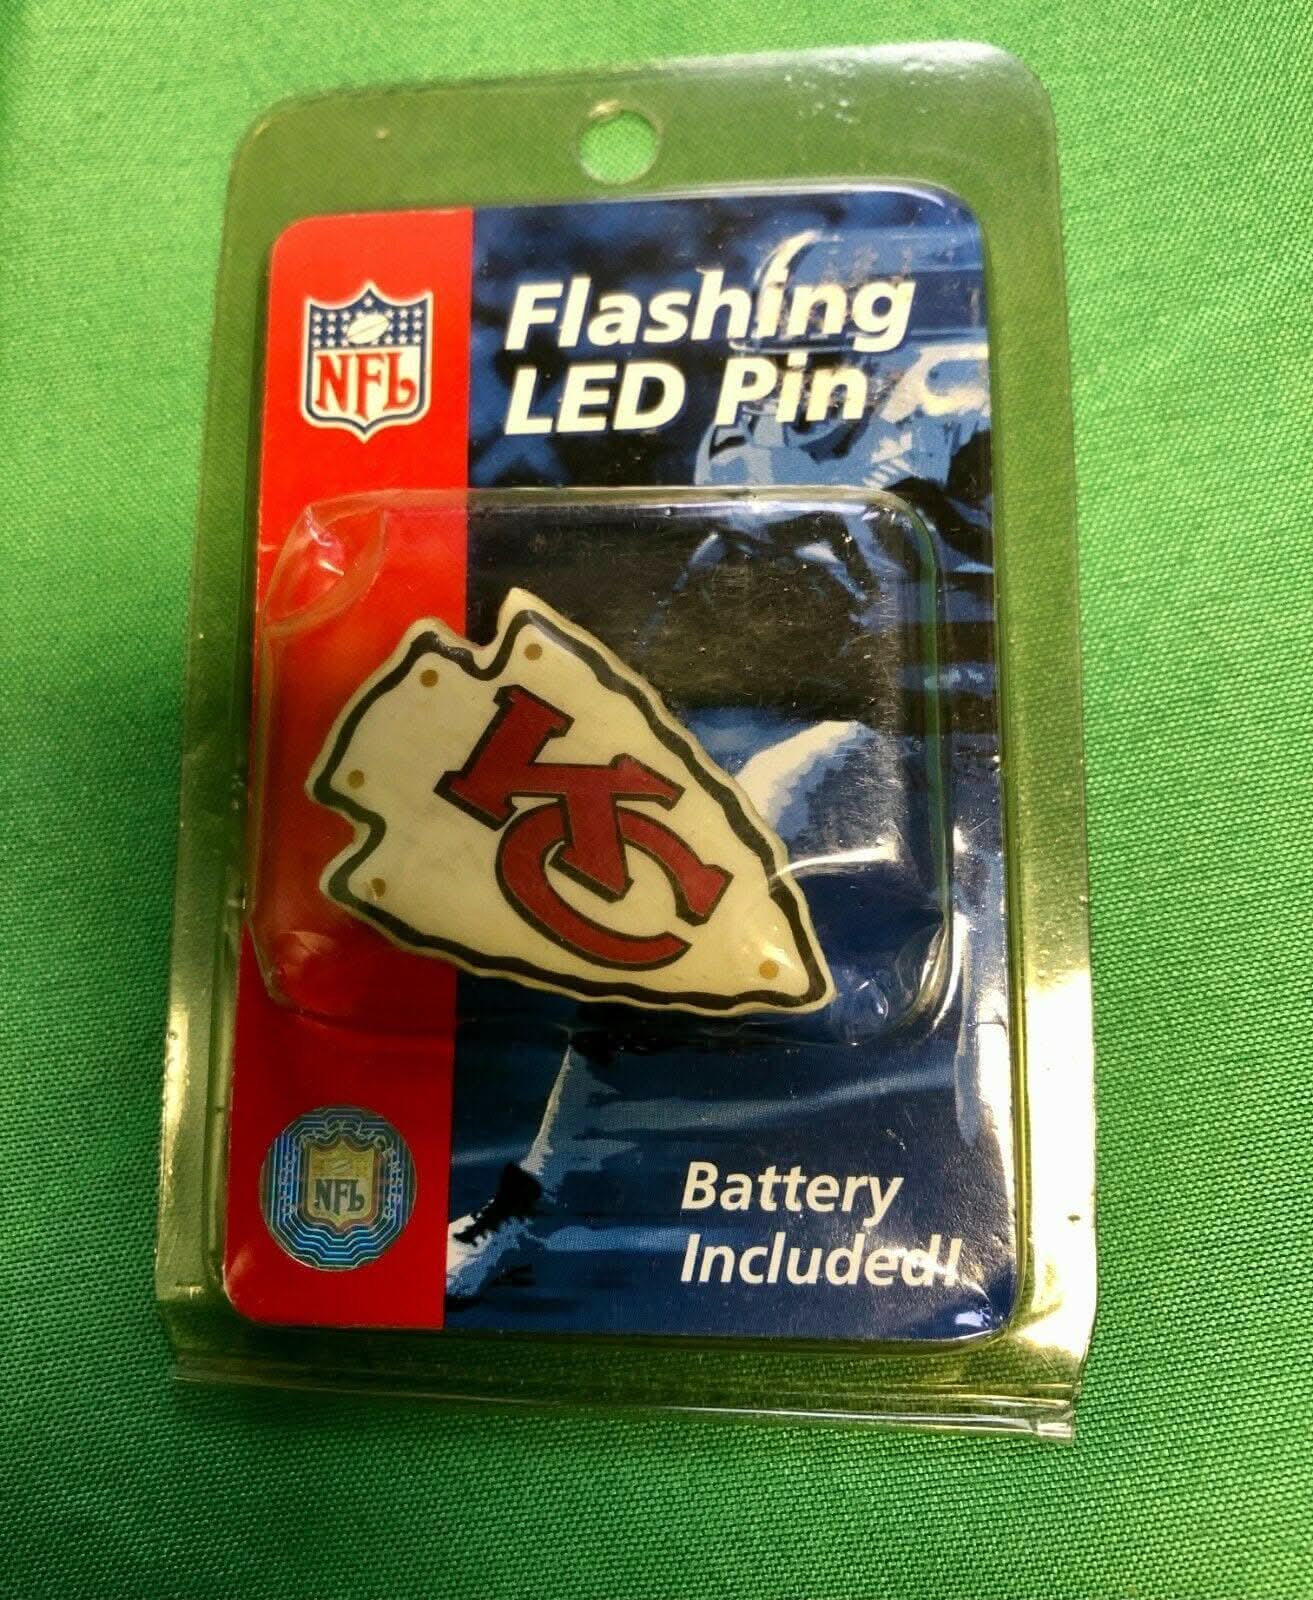 NFL
Flashing
LED Pin
KC
NFL
Battery
Included!